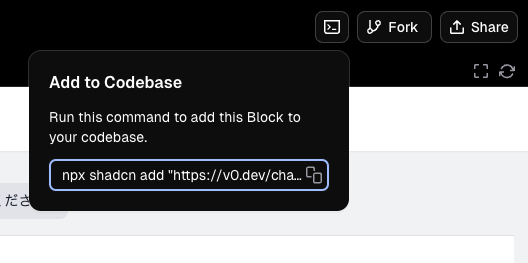 Fork
Share
Add to Codebase
Run this command to add this Block to
your codebase.
npx shadcn add "https://v0.dev/cha...
くださ